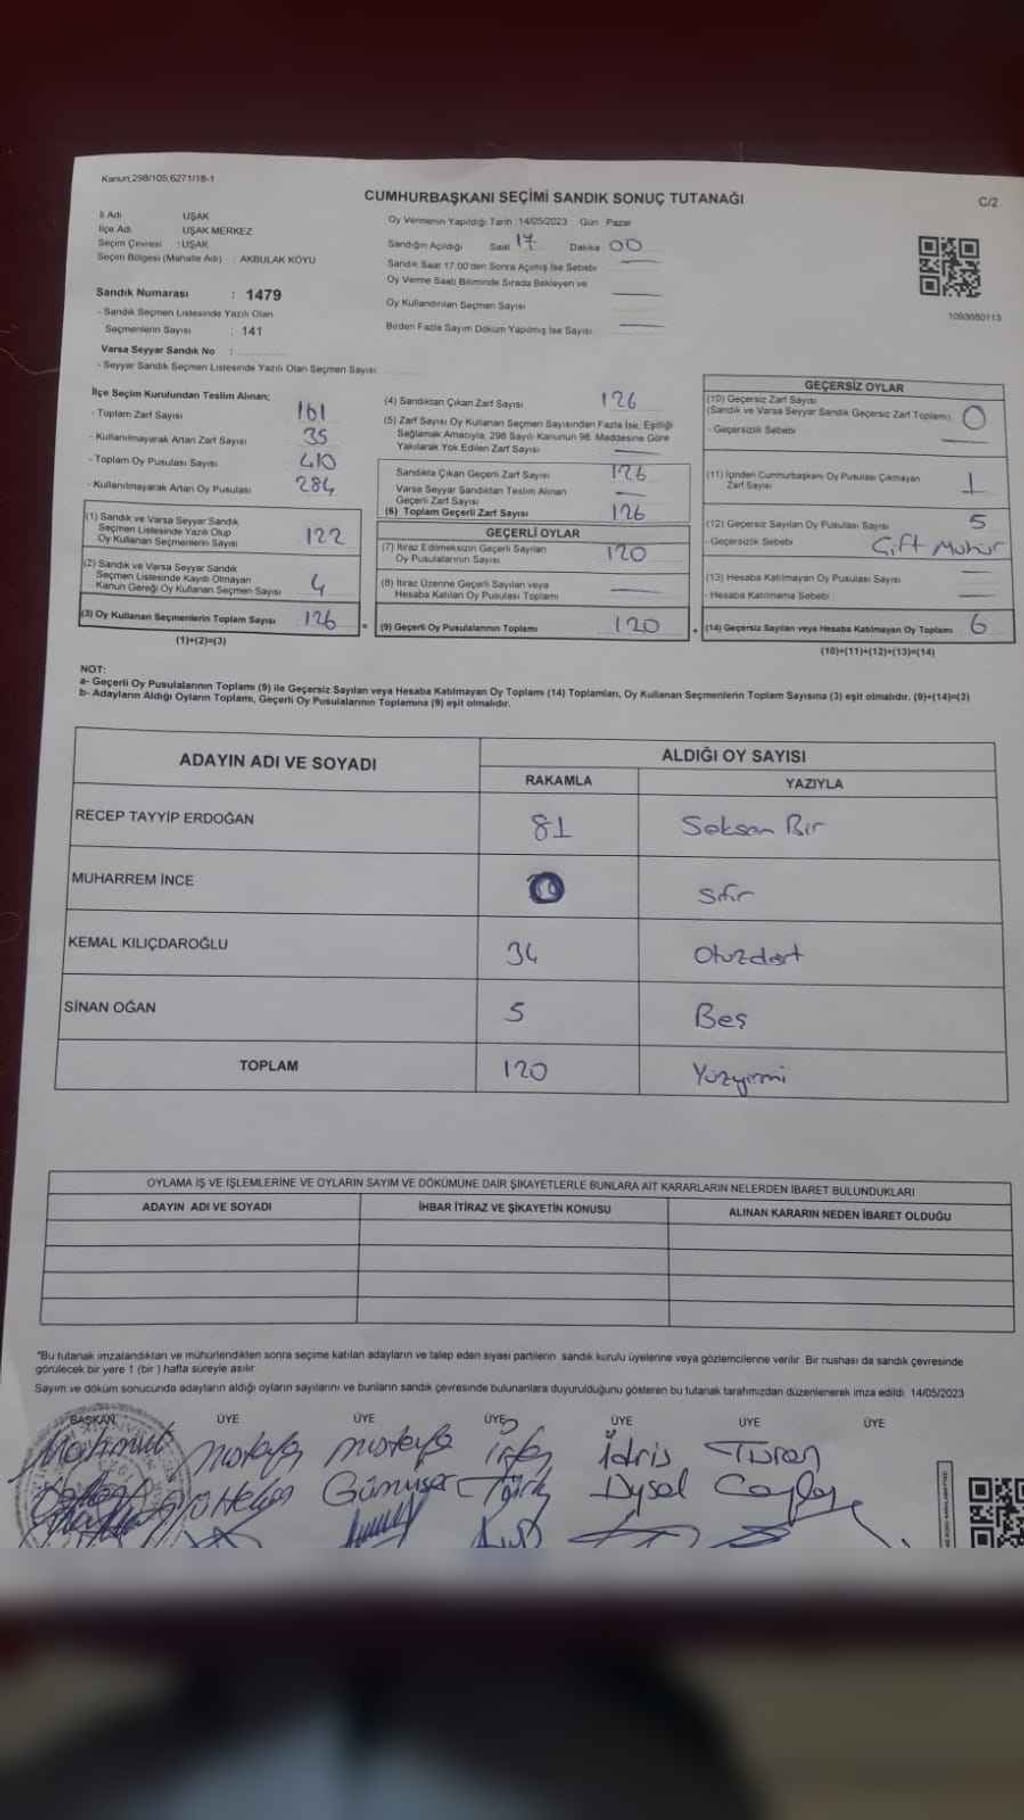 Kanun;298/105;6271/18-1
CUMHURBAŞKANI SEÇİMİ SANDIK SONUÇ TUTANAĞI
C/2
İl Adı USAK
İlçe Adı UŞAK MERKEZ
Seçim Çevresi : UŞAK
Seçim Bölgesi (Mahalle Adı) : AKBULAK KÖYÜ
Sandık Numarası : 1479
- Sandık Seçmen Listesinde Yazılı Olan
Seçmenlerin Sayısı : 141
Varsa Seyyar Sandık No :
- Seyyar Sandık Seçmen Listesinde Yazılı Olan Seçmen Sayısı
Oy Vermenin Yapıldığı Tarih :14/05/2023 Gün Pazar
Sandığın Açıldığı Saat 17 Dakika 00
Sandık Saat 17.00'den Sonra Açılmış İse Sebebi
Oy Verme Saati Bitiminde Sırada Bekleyen ve
Oy Kullandırılan Seçmen Sayısı
Birden Fazla Sayım Döküm Yapılmış İse Sayısı
1093680113
İlçe Seçim Kurulundan Teslim Alınan;
- Toplam Zarf Sayısı 161
- Kullanılmayarak Artan Zarf Sayısı 35
- Toplam Oy Pusulası Sayısı 410
- Kullanılmayarak Artan Oy Pusulası 284
(1) Sandık ve Varsa Seyyar Sandık
Seçmen Listesinde Yazılı Olup
Oy Kullanan Seçmenlerin Sayısı 122
(2) Sandık ve Varsa Seyyar Sandık
Seçmen Listesinde Kayıtlı Olmayan
Kanun Gereği Oy Kullanan Seçmen Sayısı 4
(3) Oy Kullanan Seçmenlerin Toplam Sayısı 126
(1)+(2)=(3)
(4) Sandıktan Çıkan Zarf Sayısı 126
(5) Zarf Sayısı Oy Kullanan Seçmen Sayısından Fazla İse, Eşitliği
Sağlamak Amacıyla, 298 Sayılı Kanunun 98. Maddesine Göre
Yakılarak Yok Edilen Zarf Sayısı
Sandıkta Çıkan Geçerli Zarf Sayısı 126
Varsa Seyyar Sandıktan Teslim Alınan
Geçerli Zarf Sayısı
(6) Toplam Geçerli Zarf Sayısı 126
GEÇERLİ OYLAR
(7) İtiraz Edilmeksizin Geçerli Sayılan
Oy Pusulalarının Sayısı 120
(8) İtiraz Üzerine Geçerli Sayılan veya
Hesaba Katılan Oy Pusulası Toplamı
(9) Geçerli Oy Pusulalarının Toplamı 120
GEÇERSİZ OYLAR
(10) Geçersiz Zarf Sayısı
(Sandık ve Varsa Seyyar Sandık Geçersiz Zarf Toplamı) 0
- Geçersizlik Sebebi
(11) İçinden Cumhurbaşkanı Oy Pusulası Çıkmayan
Zarf Sayısı 1
(12) Geçersiz Sayılan Oy Pusulası Sayısı 5
- Geçersizlik Sebebi Çift Mühür
(13) Hesaba Katılmayan Oy Pusulası Sayısı
- Hesaba Katılmama Sebebi :
(14) Geçersiz Sayılan veya Hesaba Katılmayan Oy Toplamı 6
(10)+(11)+(12)+(13)=(14)
NOT:
a- Geçerli Oy Pusulalarının Toplamı (9) ile Geçersiz Sayılan veya Hesaba Katılmayan Oy Toplamı (14) Toplamları, Oy Kullanan Seçmenlerin Toplam Sayısına (3) eşit olmalıdır. (9)+(14)=(3)
b- Adayların Aldığı Oyların Toplamı, Geçerli Oy Pusulalarının Toplamına (9) eşit olmalıdır.
ADAYIN ADI VE SOYADI ALDIĞI OY SAYISI
RAKAMLA YAZIYLA
RECEP TAYYİP ERDOĞAN 81 Seksen Bir
MUHARREM İNCE Sıfır
KEMAL KILIÇDAROĞLU 34 Otuzdört
SİNAN OĞAN 5 Beş
TOPLAM 120 Yüzyirmi
OYLAMA İŞ VE İŞLEMLERİNE VE OYLARIN SAYIM VE DÖKÜMÜNE DAİR ŞİKAYETLERLE BUNLARA AİT KARARLARIN NELERDEN İBARET BULUNDUKLARI
ADAYIN ADI VE SOYADI İHBAR İTİRAZ VE ŞİKAYETİN KONUSU ALINAN KARARIN NEDEN İBARET OLDUĞU
"Bu tutanak imzalandıktan ve mühürlendikten sonra seçime katılan adayların ve talep eden siyasi partilerin sandık kurulu üyelerine veya gözlemcilerine verilir. Bir nushası da sandık çevresinde
görülecek bir yere 1 (bir) hafta süreyle asılır.
Sayım ve döküm sonucunda adayların aldığı oyların sayılarını ve bunların sandık çevresinde bulunanlara duyurulduğunu gösteren bu tutanak tarafımızdan düzenlenerek imza edildi. 14/05/2023
BAŞKAN ÜYE ÜYE ÜYE ÜYE ÜYE ÜYE
Mahmut Mustafa Mustafa İrfan İdris Turan
Gümüşer Türk Uysal